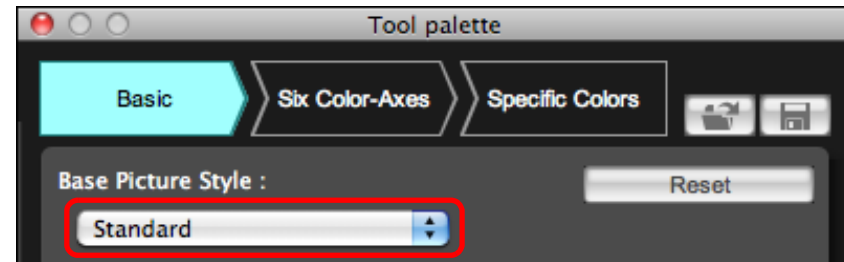 Tool palette
Basic Six Color-Axes Specific Colors
Base Picture Style : Reset
Standard